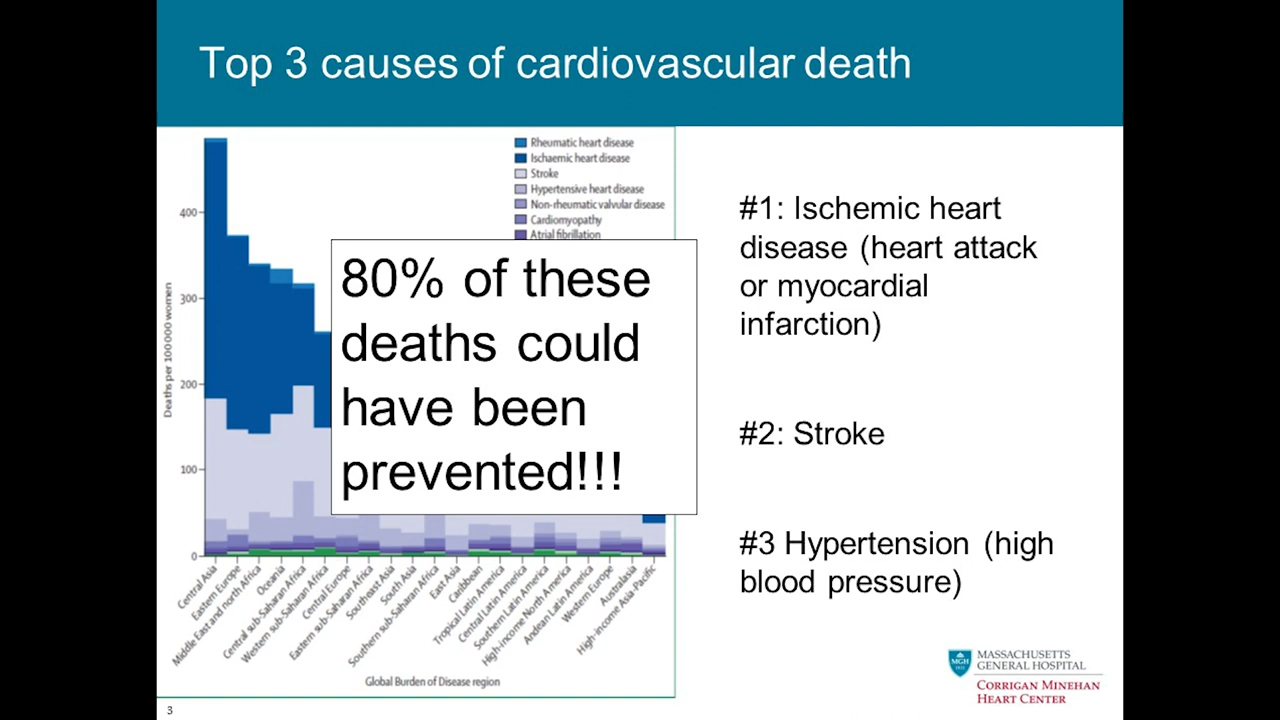 Top 3 causes of cardiovascular death
Rheumatic heart disease
Ischaemic heart disease
Stroke
Hypertensive heart disease
Non-rheumatic valvular disease
Cardiomyopathy
Atrial fibrillation
400
300
200
100
0
Deaths per 100 000 women
80% of these
deaths could
have been
prevented!!!
Central Asia
Eastern Europe
Middle East and north Africa
Oceania
Central sub-Saharan Africa
Western sub-Saharan Africa
Central Europe
Eastern sub-Saharan Africa
Southeast Asia
South Asia
Southern sub-Saharan Africa
East Asia
Caribbean
Tropical Latin America
Central Latin America
Southern Latin America
High-income North America
Andean Latin America
Western Europe
Australasia
High-income Asia-Pacific
Global Burden of Disease region
#1: Ischemic heart
disease (heart attack
or myocardial
infarction)
#2: Stroke
#3 Hypertension (high
blood pressure)
MGH
1811
MASSACHUSETTS
GENERAL HOSPITAL
CORRIGAN MINEHAN
HEART CENTER
3